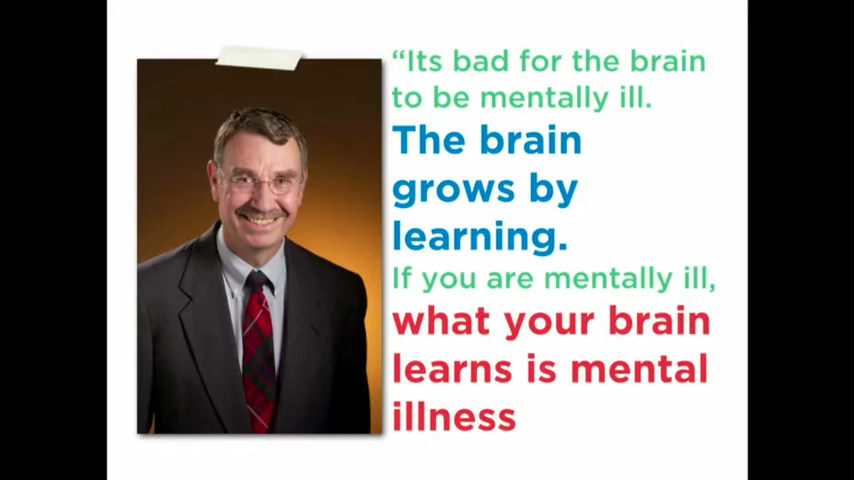 “Its bad for the brain
to be mentally ill.
The brain
grows by
learning.
If you are mentally ill,
what your brain
learns is mental
illness